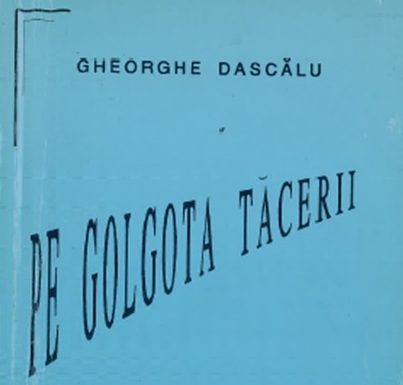 GHEORGHE DASCĂLU
PE GOLGOTA TĂCERII